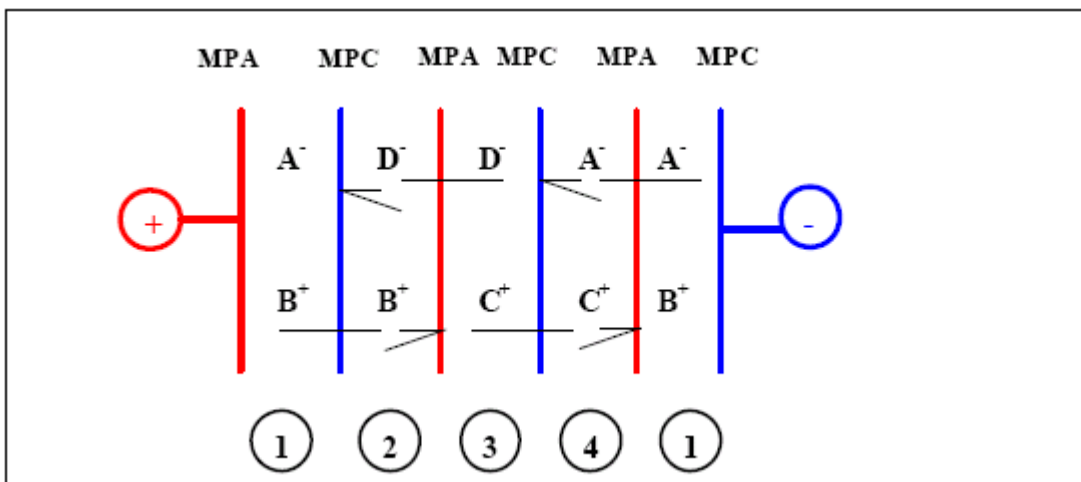 MPA MPC MPA MPC MPA MPC
A⁻ D⁻ D⁻ A⁻ A⁻
+ -
B⁺ B⁺ C⁺ C⁺ B⁺
1 2 3 4 1